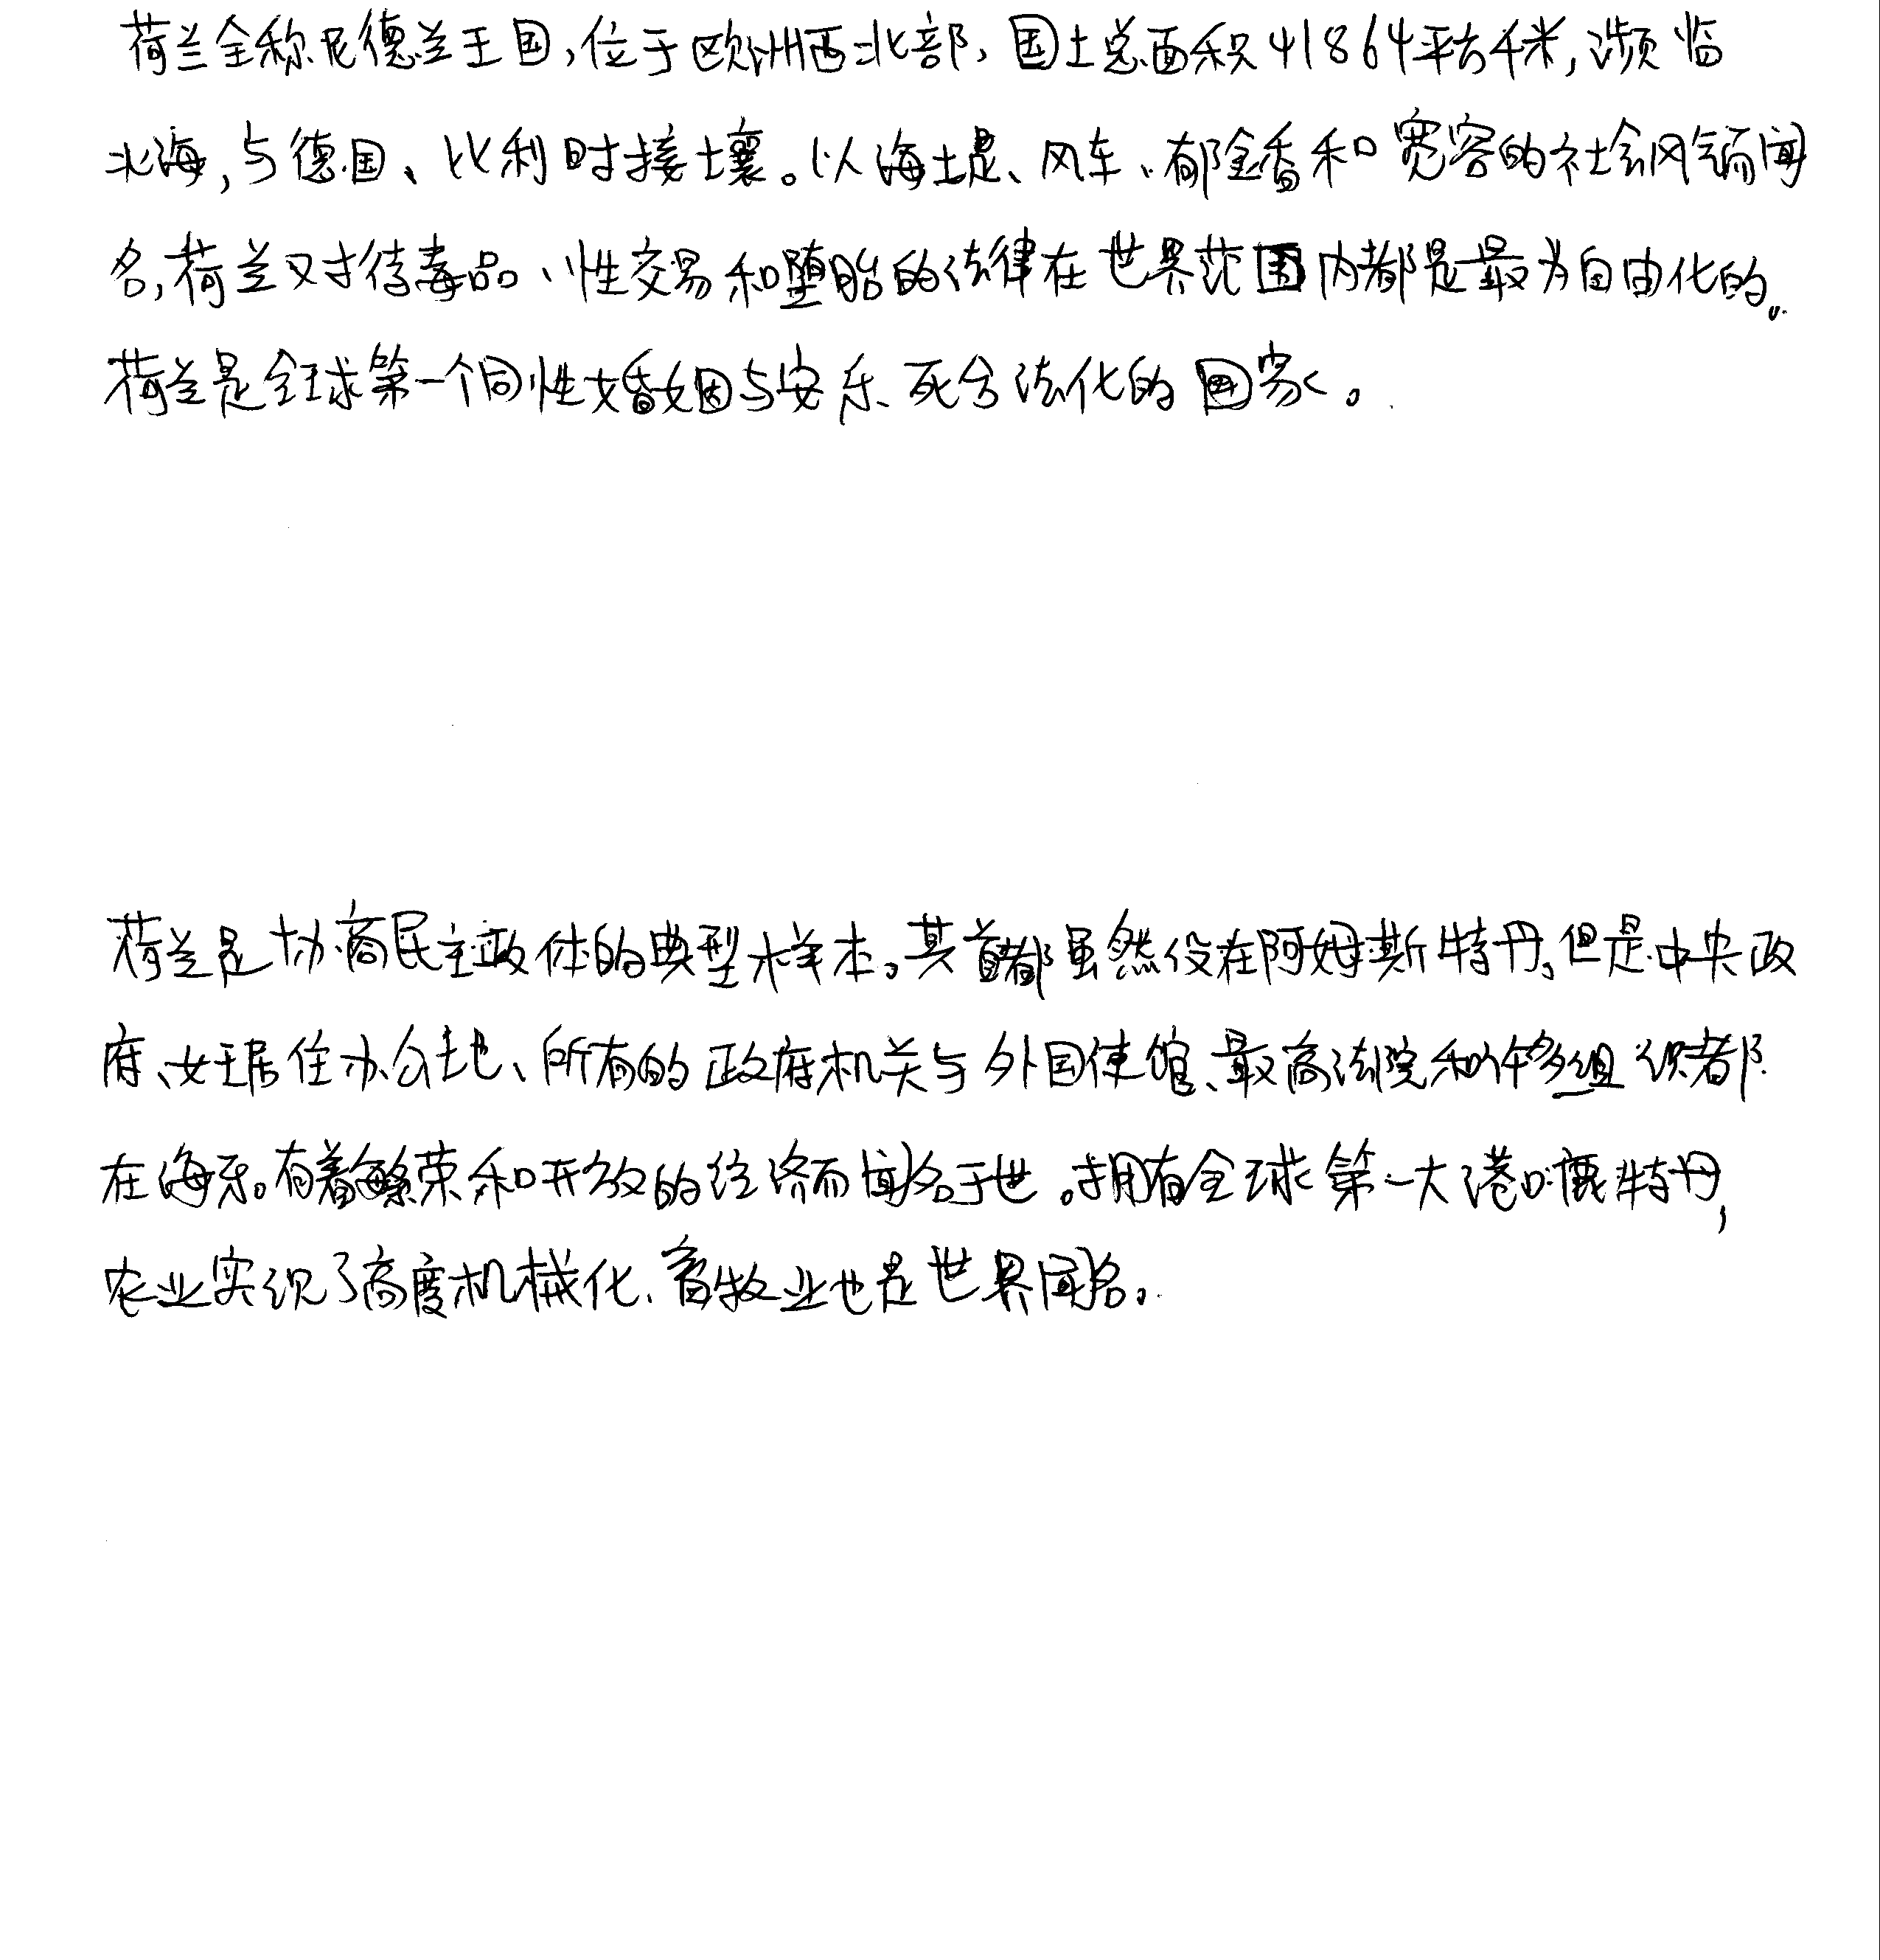 荷兰全称尼德兰王国,位于欧洲西北部,国土总面积41864平方千米,濒临
北海,与德国、比利时接壤。以海堤、风车、郁金香和宽容的社会风气而闻
名,荷兰对待毒品、性交易和堕胎的法律在世界范围内都是最为自由化的。
荷兰是全球第一个同性婚姻与安乐死合法化的国家。
荷兰是协商民主政体的典型样本。其首都虽然设在阿姆斯特丹,但是中央政
府、女王居住办公地、所有的政府机关与外国使馆、最高法院和许多组织都
在海牙。有着繁荣和开放的经济而闻名于世。拥有全球第一大港口鹿特丹,
农业实现了高度机械化、畜牧业也是世界闻名。